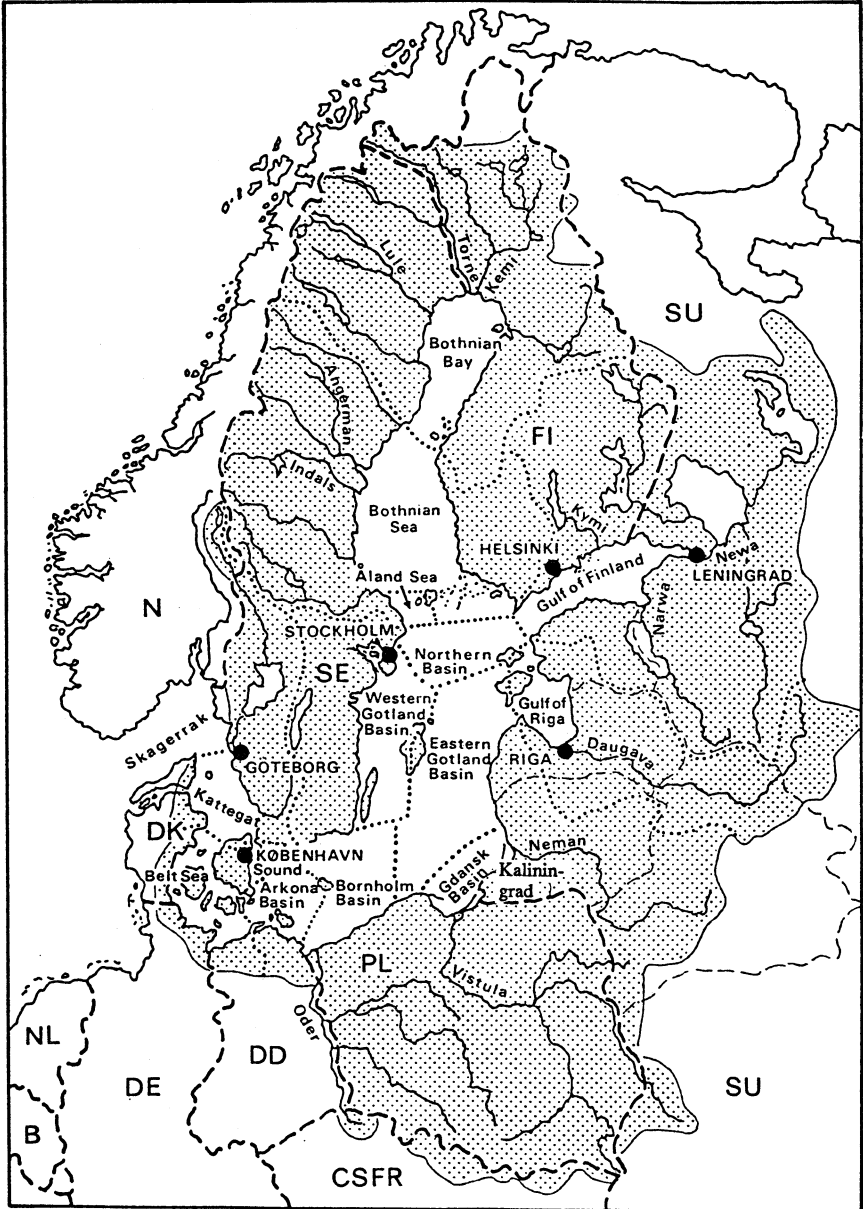 Lule
Torne
Kemi
SU
Bothnian
Bay
Ångerman
FI
Indals
Bothnian
Sea
Kymi
HELSINKI
Newa
LENINGRAD
Åland Sea
Gulf of Finland
Narwa
N
STOCKHOLM
SE
Northern
Basin
Western
Gotland
Basin
Gulf of
Riga
Skagerrak
Eastern
Gotland
Basin
RIGA
Daugava
GÖTEBORG
Kattegat
DK
Neman
KØBENHAVN
Sound
Belt Sea
Arkona
Basin
Bornholm
Basin
Gdansk
Basin
Kalinin-
grad
PL
Vistula
Oder
NL
DD
DE
SU
B
CSFR